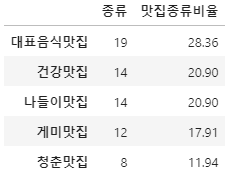 종류 맛집종류비율
대표음식맛집 19 28.36
건강맛집 14 20.90
나들이맛집 14 20.90
게미맛집 12 17.91
청춘맛집 8 11.94